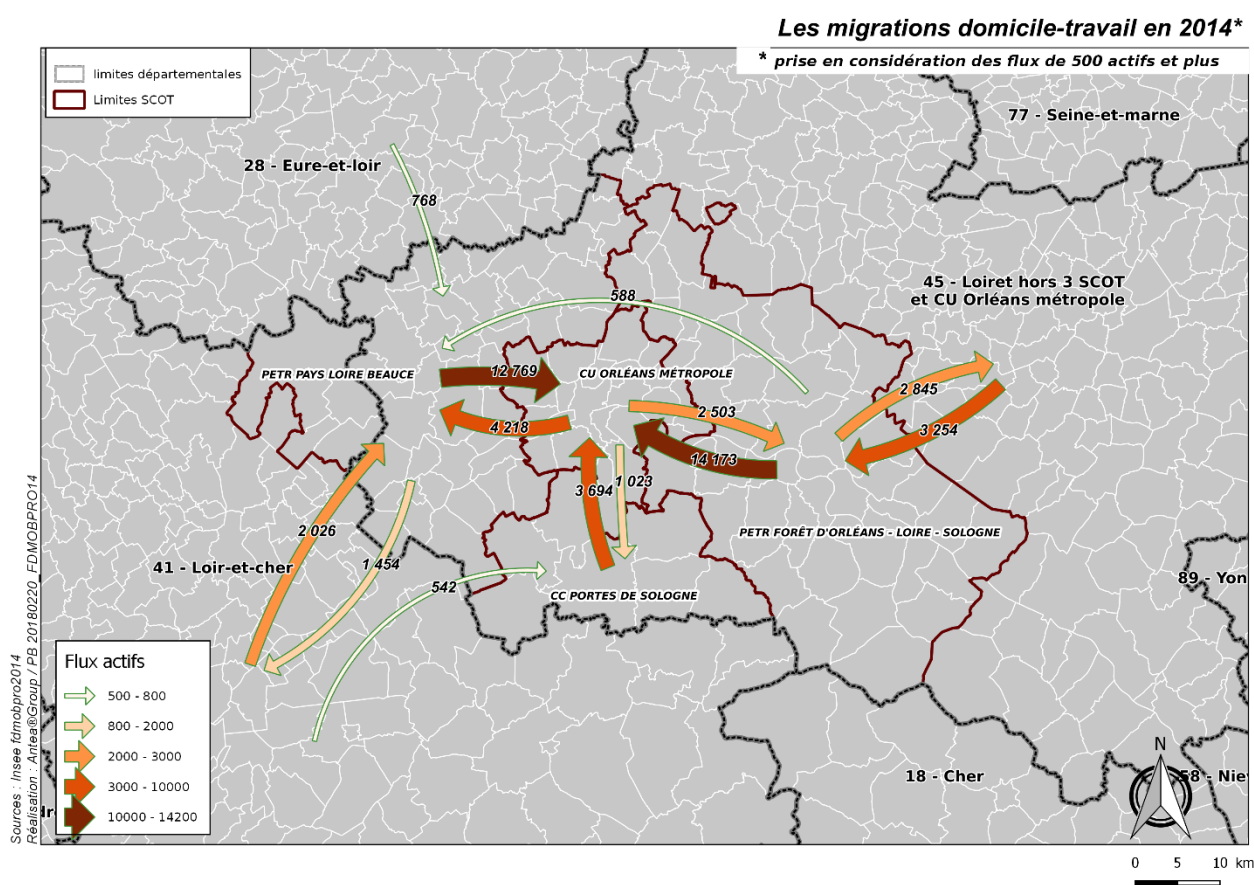 Les migrations domicile-travail en 2014*
* prise en considération des flux de 500 actifs et plus
limites départementales
Limites SCOT
77 - Seine-et-marne
28 - Eure-et-loir
768
45 - Loiret hors 3 SCOT
et CU Orléans métropole
588
PETR PAYS LOIRE BEAUCE
12 769
CU ORLÉANS MÉTROPOLE
2 845
2 503
4 218
3 254
14 173
1 023
3 694
2 026
PETR FORÊT D'ORLÉANS - LOIRE - SOLOGNE
1 454
41 - Loir-et-cher
542
89 - Yon
CC PORTES DE SOLOGNE
Flux actifs
500 - 800
800 - 2000
2000 - 3000
3000 - 10000
10000 - 14200
N
18 - Cher
58 - Niev
Sources : Insee fdmobpro2014
Réalisation : Antea®Group / PB 20180220_FDMOBPRO14
0 5 10 km